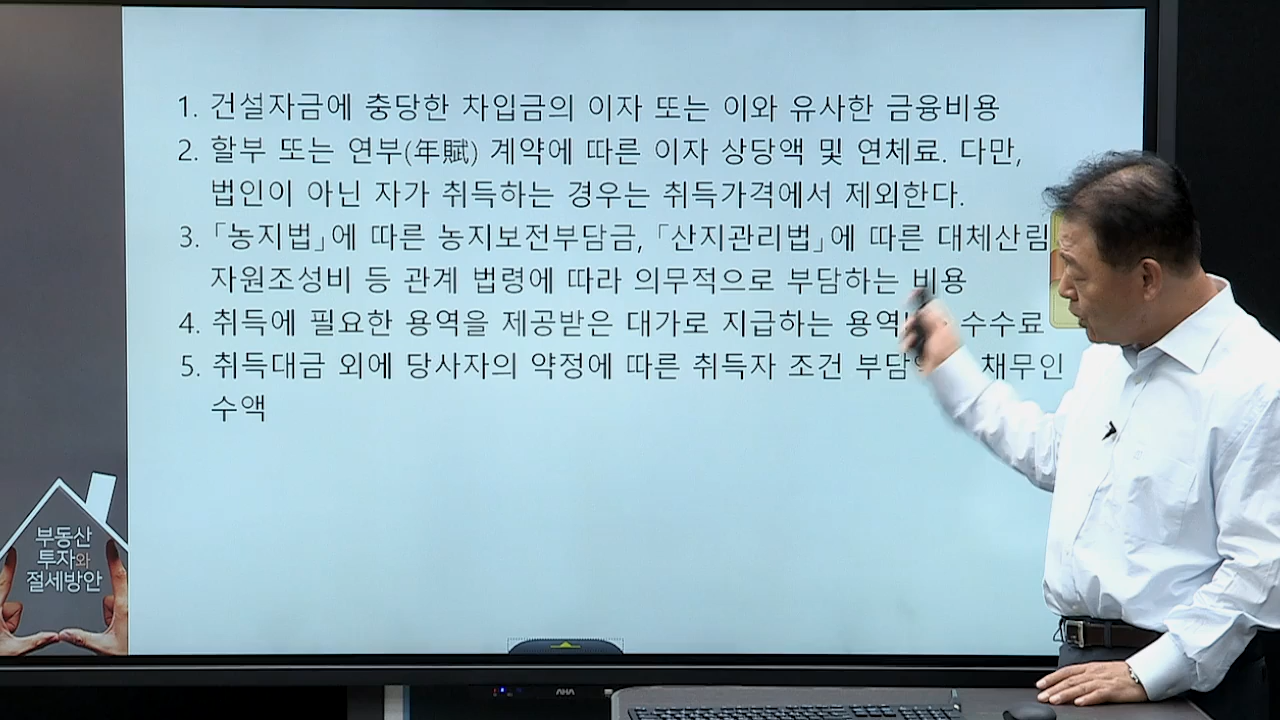 1. 건설자금에 충당한 차입금의 이자 또는 이와 유사한 금융비용
2. 할부 또는 연부(年賦) 계약에 따른 이자 상당액 및 연체료. 다만,
법인이 아닌 자가 취득하는 경우는 취득가격에서 제외한다.
3. 「농지법」에 따른 농지보전부담금, 「산지관리법」에 따른 대체산림
자원조성비 등 관계 법령에 따라 의무적으로 부담하는 비용
4. 취득에 필요한 용역을 제공받은 대가로 지급하는 수수료
5. 취득대금 외에 당사자의 약정에 따른 취득자 조건 채무인
수액
부동산
투자와
절세방안
AHA